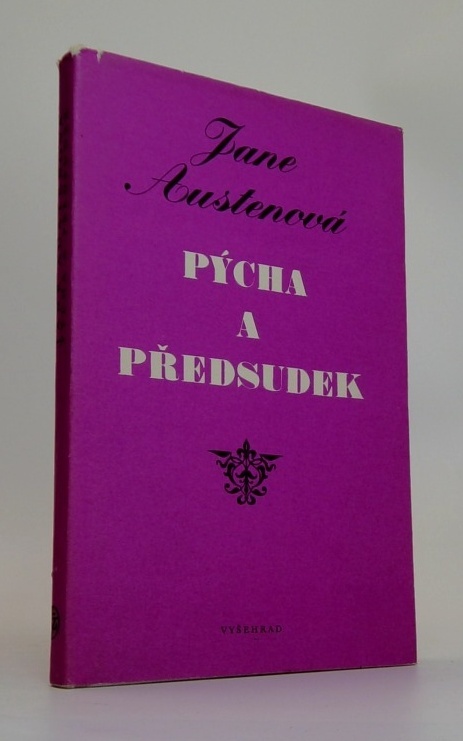 Jane
Austenová
PÝCHA
A
PŘEDSUDEK
VYŠEHRAD